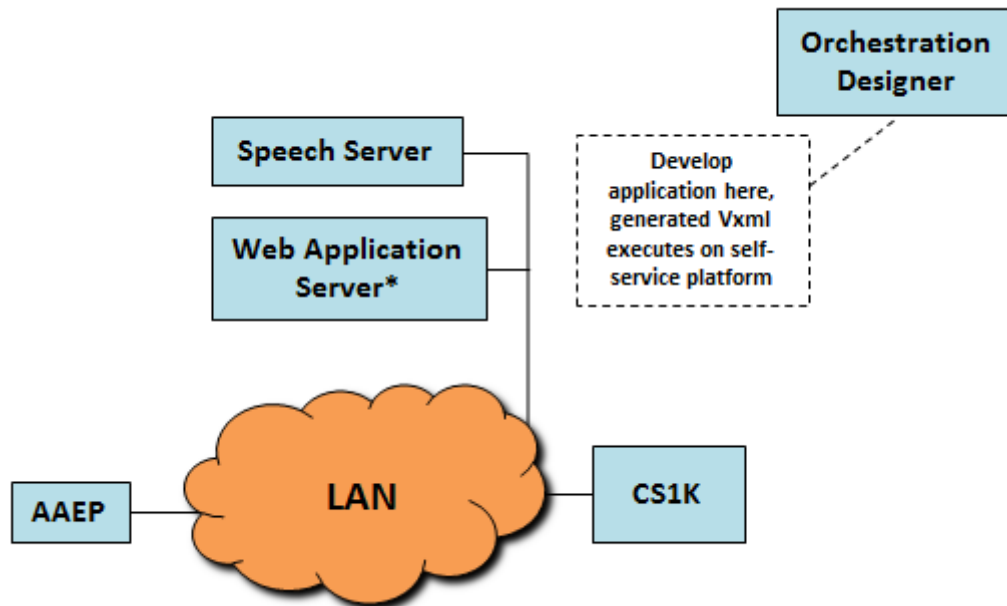 Orchestration
Designer
Speech Server
Develop
application here,
generated Vxml
executes on self-
service platform
Web Application
Server*
LAN
CS1K
AAEP